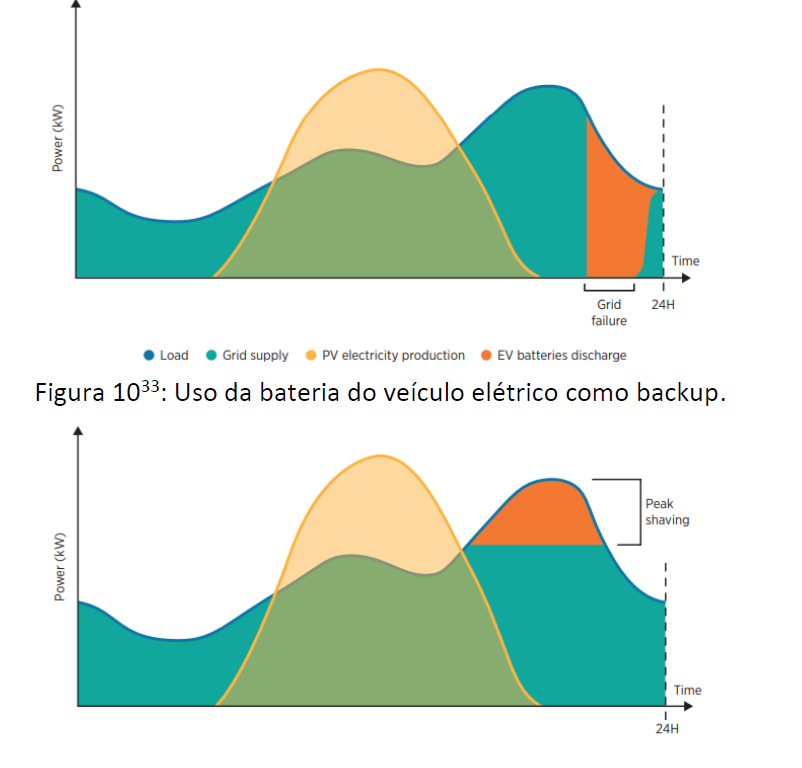 Power (kW)
Time
Grid
failure
24H
Load Grid supply PV electricity production EV batteries discharge
Figura 10³³: Uso da bateria do veículo elétrico como backup.
Peak
shaving
Power (kW)
Time
24H